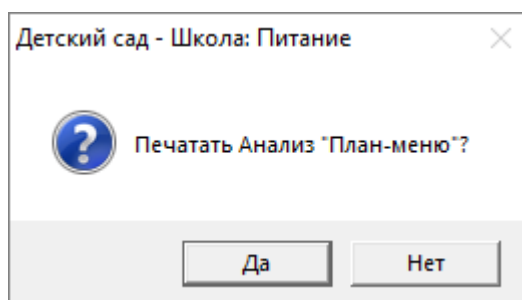 Детский сад - Школа: Питание
Печатать Анализ "План-меню"?
Да
Нет